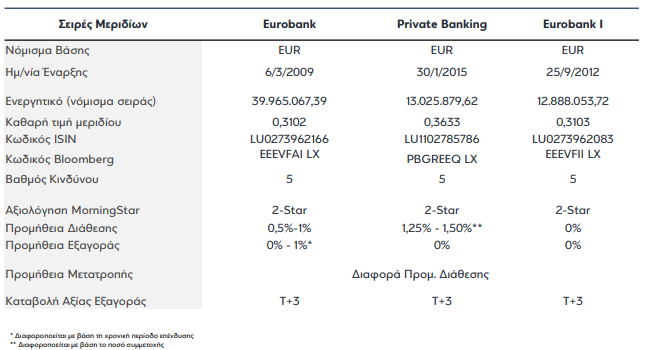 Σειρές Μεριδίων Eurobank Private Banking Eurobank I
Νόμισμα Βάσης EUR EUR EUR
Ημ/νία Έναρξης 6/3/2009 30/1/2015 25/9/2012
Ενεργητικό (νόμισμα σειράς) 39.965.067,39 13.025.879,62 12.888.053,72
Καθαρή τιμή μεριδίου 0,3102 0,3633 0,3103
Κωδικός ISIN LU0273962166 LU1102785786 LU0273962083
Κωδικός Bloomberg EEEVFAI LX PBGREEQ LX EEEVFII LX
Βαθμός Κινδύνου 5 5 5
Αξιολόγηση MorningStar 2-Star 2-Star 2-Star
Προμήθεια Διάθεσης 0,5%-1% 1,25% - 1,50%** 0%
Προμήθεια Εξαγοράς 0% - 1%* 0% 0%
Προμήθεια Μετατροπής Διαφορά Προμ. Διάθεσης
Καταβολή Αξίας Εξαγοράς T+3 T+3 T+3
* Διαφοροποείται με βάση τη χρονική περίοδο επένδυσης
** Διαφοροποείται με βάση το ποσό συμμετοχής